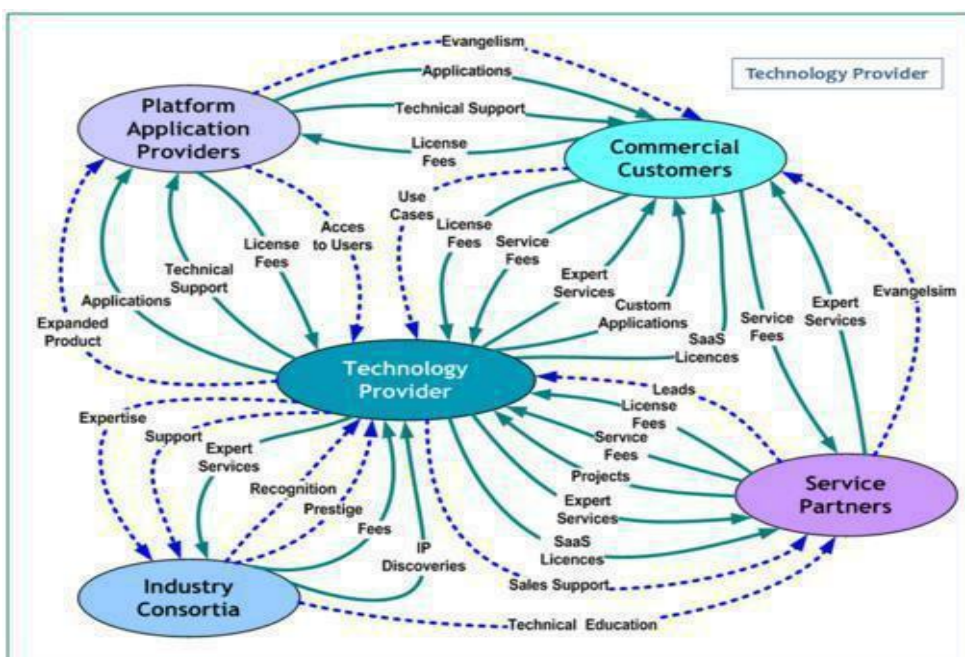 Evangelism
Applications
Technology Provider
Technical Support
Platform
Application
Providers
License
Fees
Commercial
Customers
Use
Cases
License
Fees
Service
Fees
Acces
to Users
License
Fees
Technical
Support
Applications
Expanded
Product
Expert
Services
Custom
Applications
SaaS
Licences
Service
Fees
Expert
Services
Evangelsim
Technology
Provider
Leads
License
Fees
Service
Fees
Projects
Expert
Services
SaaS
Licences
Sales Support
Service
Partners
Expertise
Support
Expert
Services
Recognition
Prestige
Fees
IP
Discoveries
Industry
Consortia
Technical Education